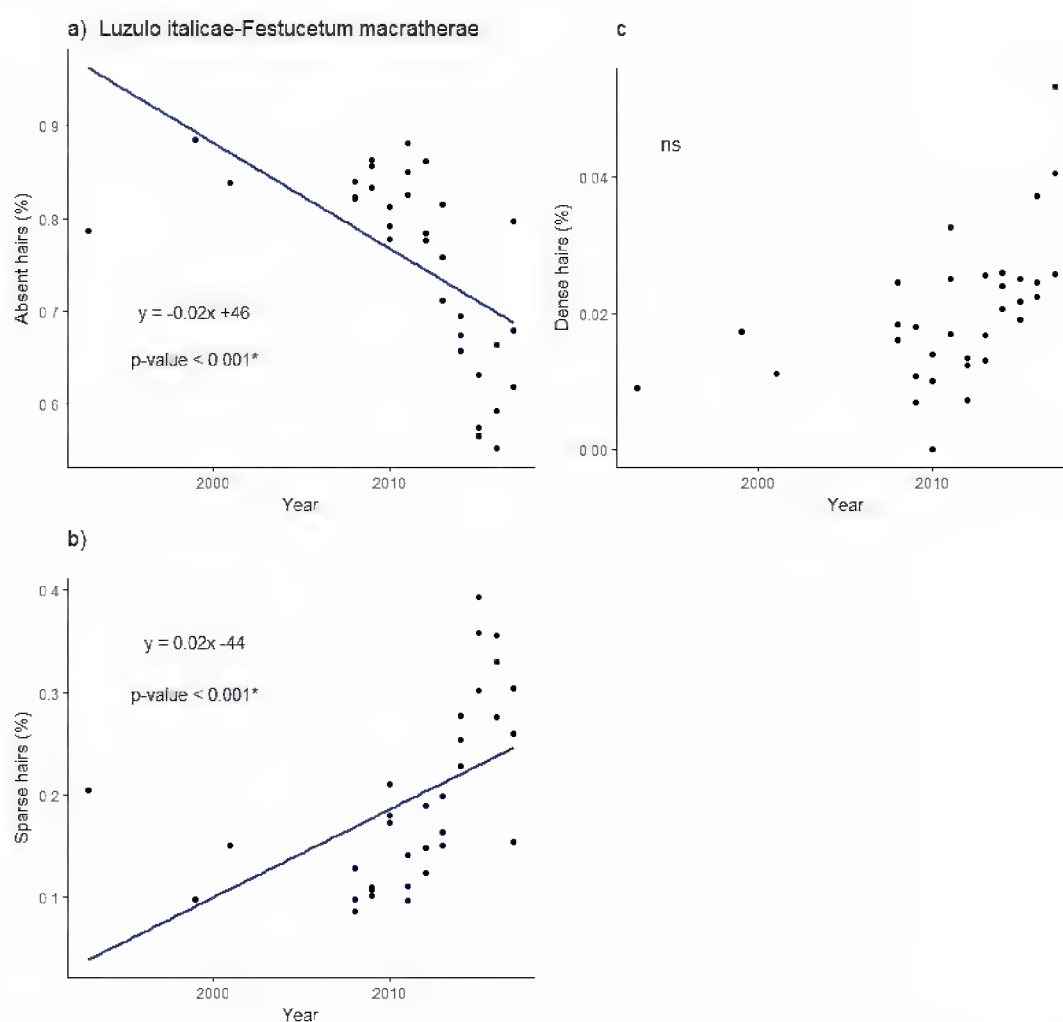 a) Luzulo italicae-Festucetum macratherae
Absent hairs (%)
0 9
0.8
0.7
0 6
y = -0.02x +46
p-value < 0 001*
2000
2010
Year
c
Dense hairs (%)
0.04
0.02
0 00
ns
2000
2010
Year
b)
Sparse hairs (%)
0 4
0.3
0.2
0 1
y = 0.02x -44
p-value < 0.001*
2000
2010
Year